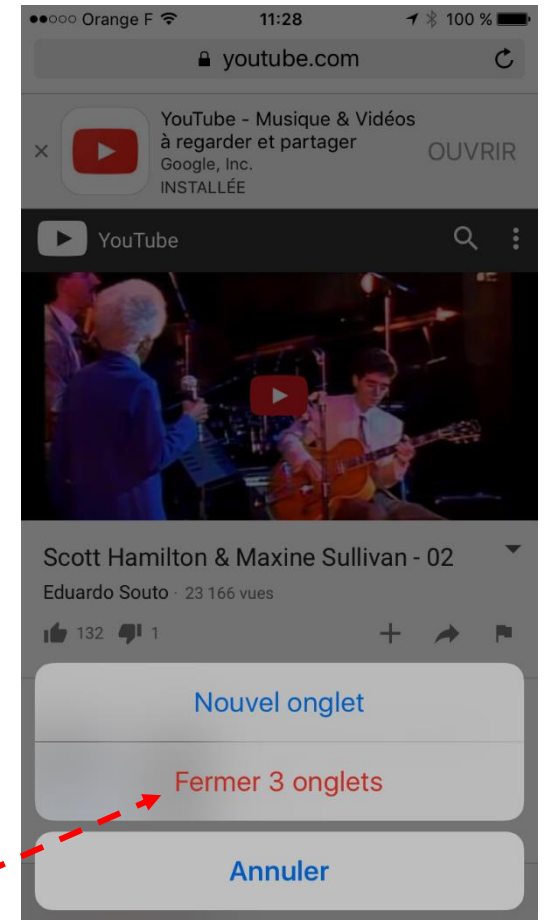 Orange F 11:28 100 %
youtube.com
YouTube - Musique & Vidéos
à regarder et partager
Google, Inc.
INSTALLÉE
OUVRIR
YouTube
Scott Hamilton & Maxine Sullivan - 02
Eduardo Souto · 23 166 vues
132 1
Nouvel onglet
Fermer 3 onglets
Annuler